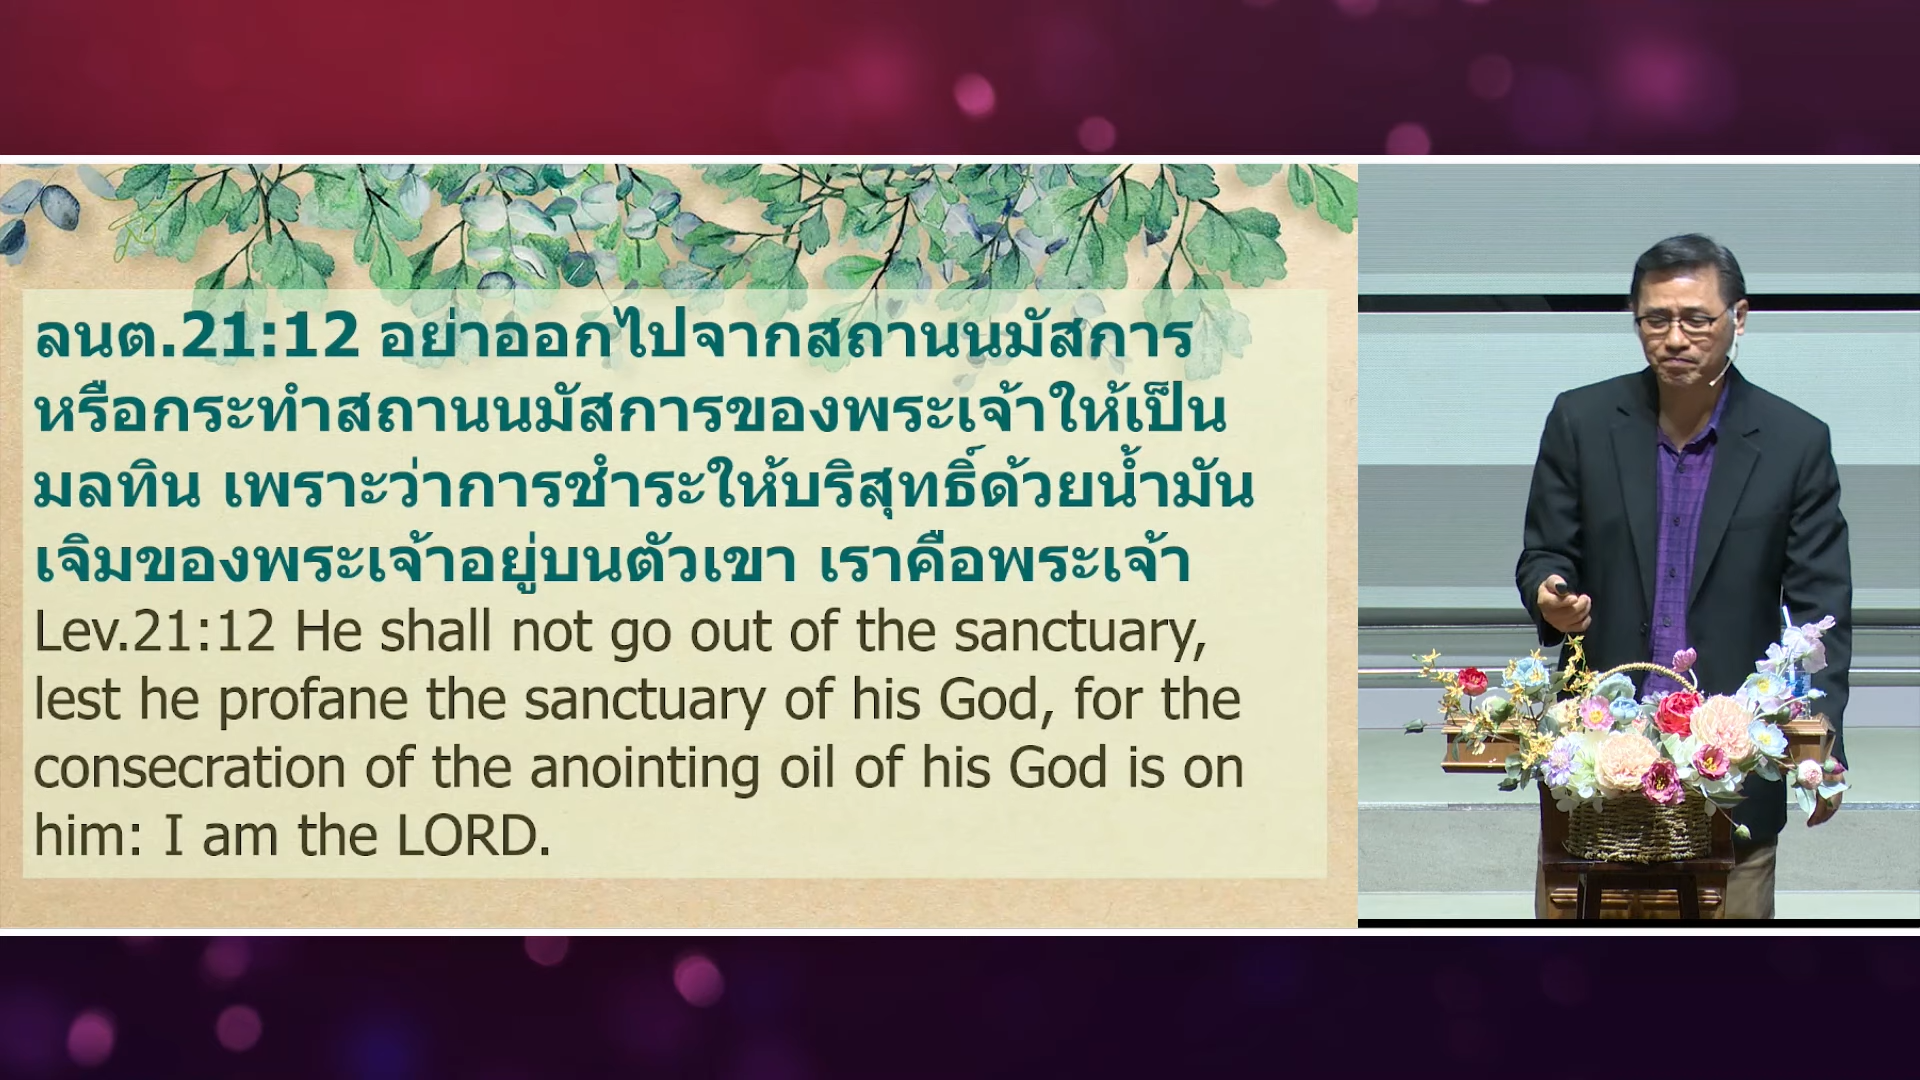 ลนต.21:12 อย่าออกไปจากสถานนมัสการ
หรือกระทำสถานนมัสการของพระเจ้าให้เป็น
มลทิน เพราะว่าการชำระให้บริสุทธิ์ด้วยน้ำมัน
เจิมของพระเจ้าอยู่บนตัวเขา เราคือพระเจ้า
Lev.21:12 He shall not go out of the sanctuary,
lest he profane the sanctuary of his God, for the
consecration of the anointing oil of his God is on
him: I am the LORD.